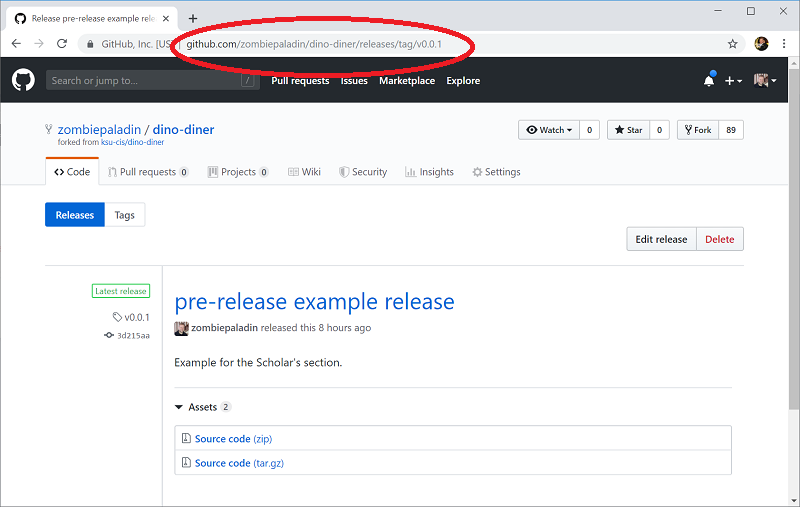 Release pre-release example rele
GitHub, Inc. [US] github.com/zombiepaladin/dino-diner/releases/tag/v0.0.1
Search or jump to... / Pull requests Issues Marketplace Explore
zombiepaladin / dino-diner Watch 0 Star 0 Fork 89
forked from ksu-cis/dino-diner
Code Pull requests 0 Projects 0 Wiki Security Insights Settings
Releases Tags
Edit release Delete
Latest release
v0.0.1
3d215aa
pre-release example release
zombiepaladin released this 8 hours ago
Example for the Scholar's section.
Assets 2
Source code (zip)
Source code (tar.gz)